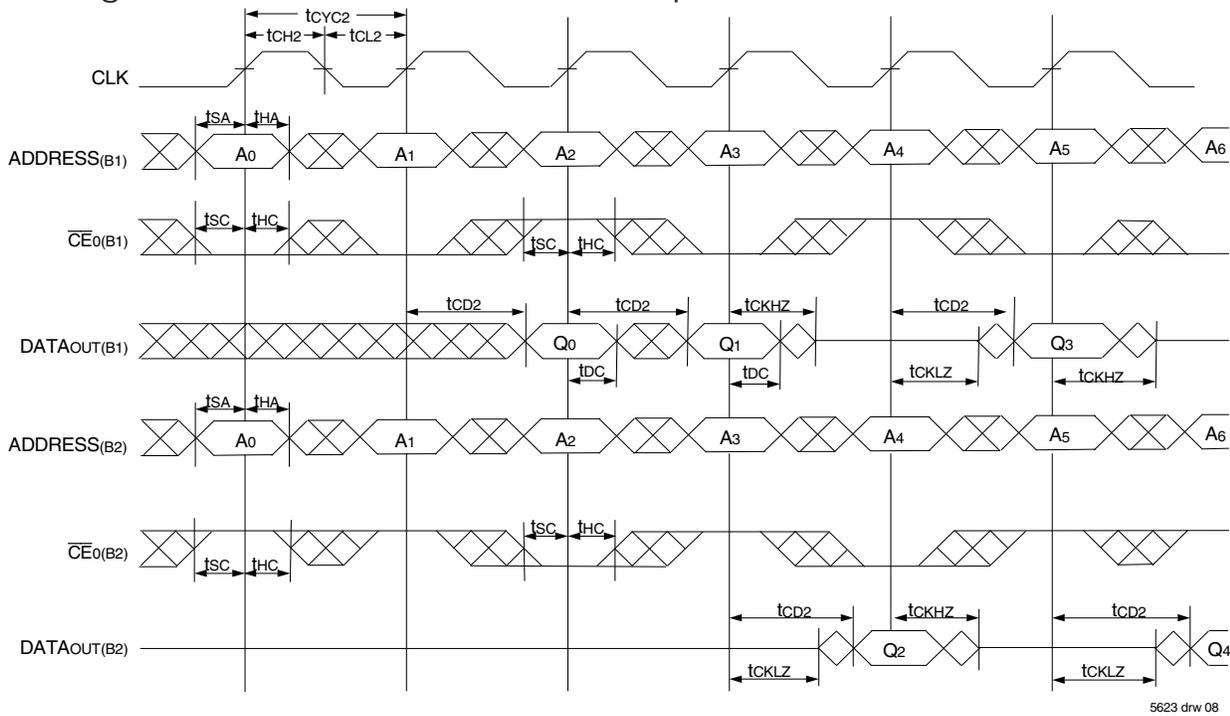 tCYC2
tCH2 tCL2
CLK
tSA tHA
ADDRESS(B1) A0 A1 A2 A3 A4 A5 A6
tSC tHC
CE0(B1) tSC tHC
tCD2 tCD2 tCKHZ tCD2
DATAOUT(B1) Q0 Q1 Q3
tDC tDC tCKLZ tCKHZ
tSA tHA
ADDRESS(B2) A0 A1 A2 A3 A4 A5 A6
tSC tHC
CE0(B2)
tSC tHC
tCD2 tCKHZ tCD2
DATAOUT(B2) Q2 Q4
tCKLZ tCKLZ
5623 drw 08